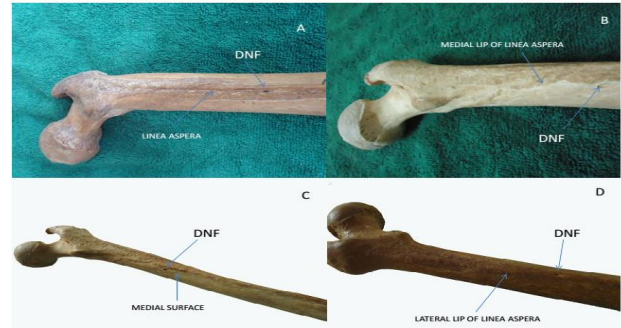 A
DNF
LINEA ASPERA
B
MEDIAL LIP OF LINEA ASPERA
DNF
C
DNF
MEDIAL SURFACE
D
DNF
LATERAL LIP OF LINEA ASPERA